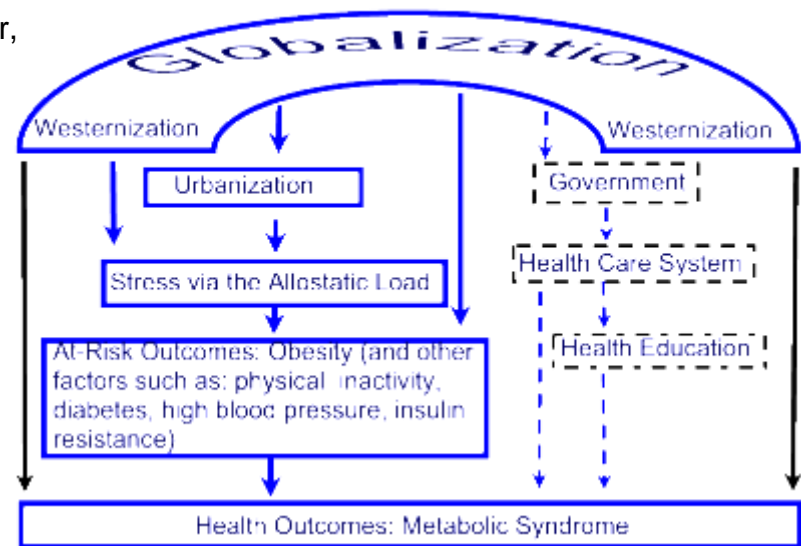 r,
Globalization
Westernization
Westernization
Urbanization
Government
Stress via the Allostatic Load
Health Care System
At-Risk Outcomes: Obesity (and other
factors such as: physical inactivity,
diabetes, high blood pressure, insulin
resistance)
Health Education
Health Outcomes: Metabolic Syndrome